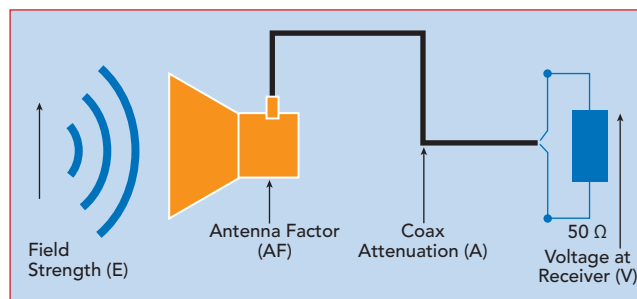 Field
Strength (E)
Antenna Factor
(AF)
Coax
Attenuation (A)
50 Ω
Voltage at
Receiver (V)